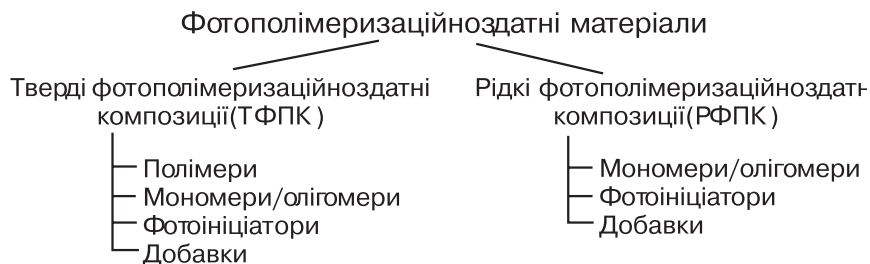 Фотополімеризаційноздатні матеріали
Тверді фотополімеризаційноздатні
композиції(ТФПК )
Полімери
Мономери/олігомери
Фотоініціатори
Добавки
Рідкі фотополімеризаційноздатн
композиції(РФПК )
Мономери/олігомери
Фотоініціатори
Добавки